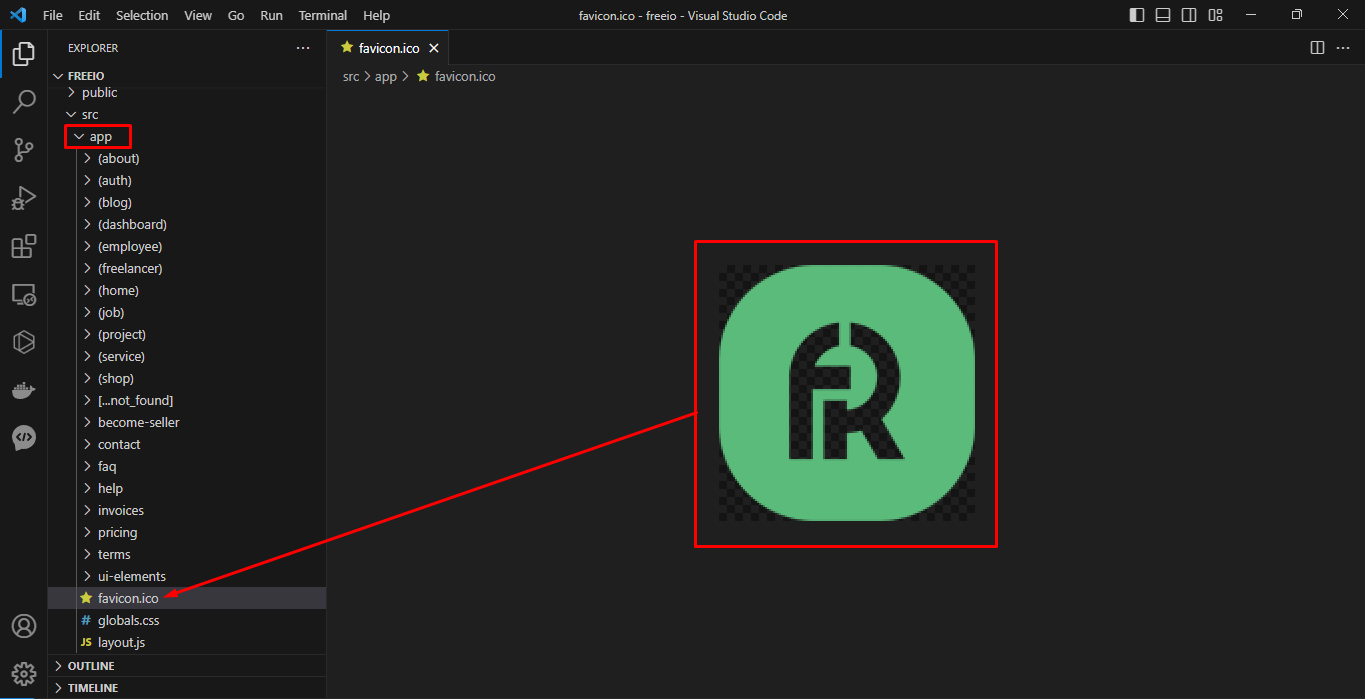 File Edit Selection View Go Run Terminal Help
favicon.ico - freeio - Visual Studio Code
EXPLORER
FREEIO
public
src
app
(about)
(auth)
(blog)
(dashboard)
(employee)
(freelancer)
(home)
(job)
(project)
(service)
(shop)
[...not_found]
become-seller
contact
faq
help
invoices
pricing
terms
ui-elements
favicon.ico
# globals.css
JS layout.js
OUTLINE
TIMELINE
favicon.ico
src > app > favicon.ico
R